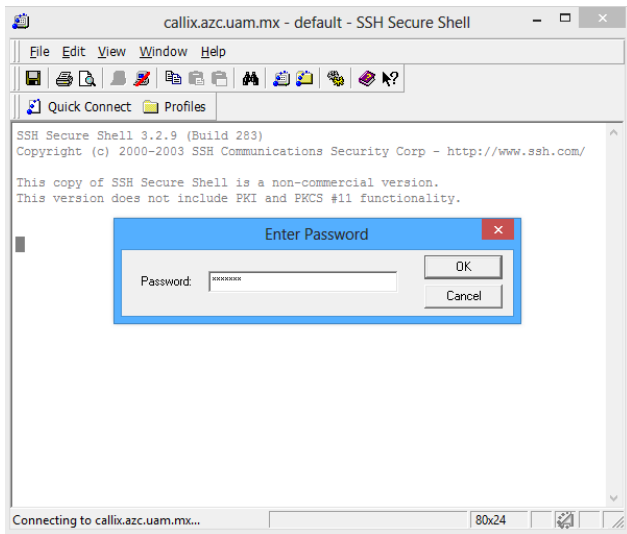 callix.azc.uam.mx - default - SSH Secure Shell
File Edit View Window Help
Quick Connect Profiles
SSH Secure Shell 3.2.9 (Build 283)
Copyright (c) 2000-2003 SSH Communications Security Corp - http://www.ssh.com/
This copy of SSH Secure Shell is a non-commercial version.
This version does not include PKI and PKCS #11 functionality.
Enter Password
Password: xxxxxxx
OK
Cancel
Connecting to callix.azc.uam.mx... 80x24